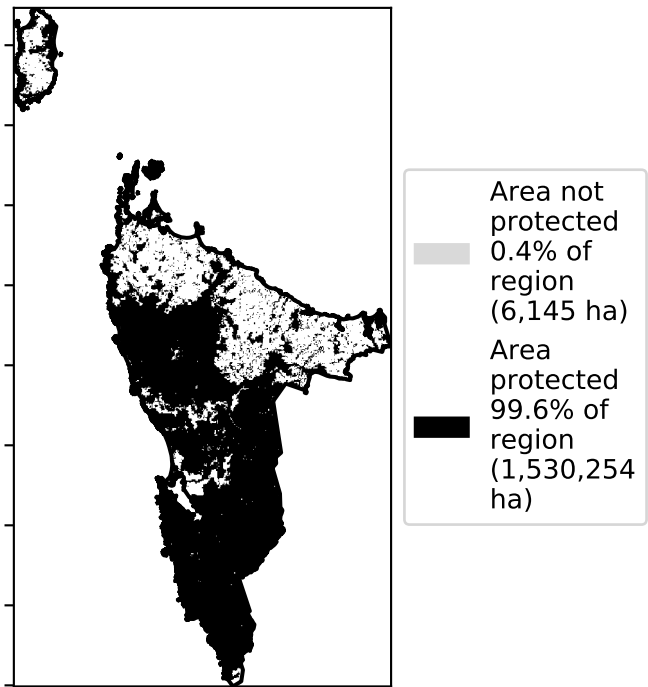 Area not
protected
0.4% of
region
(6,145 ha)
Area
protected
99.6% of
region
(1,530,254
ha)